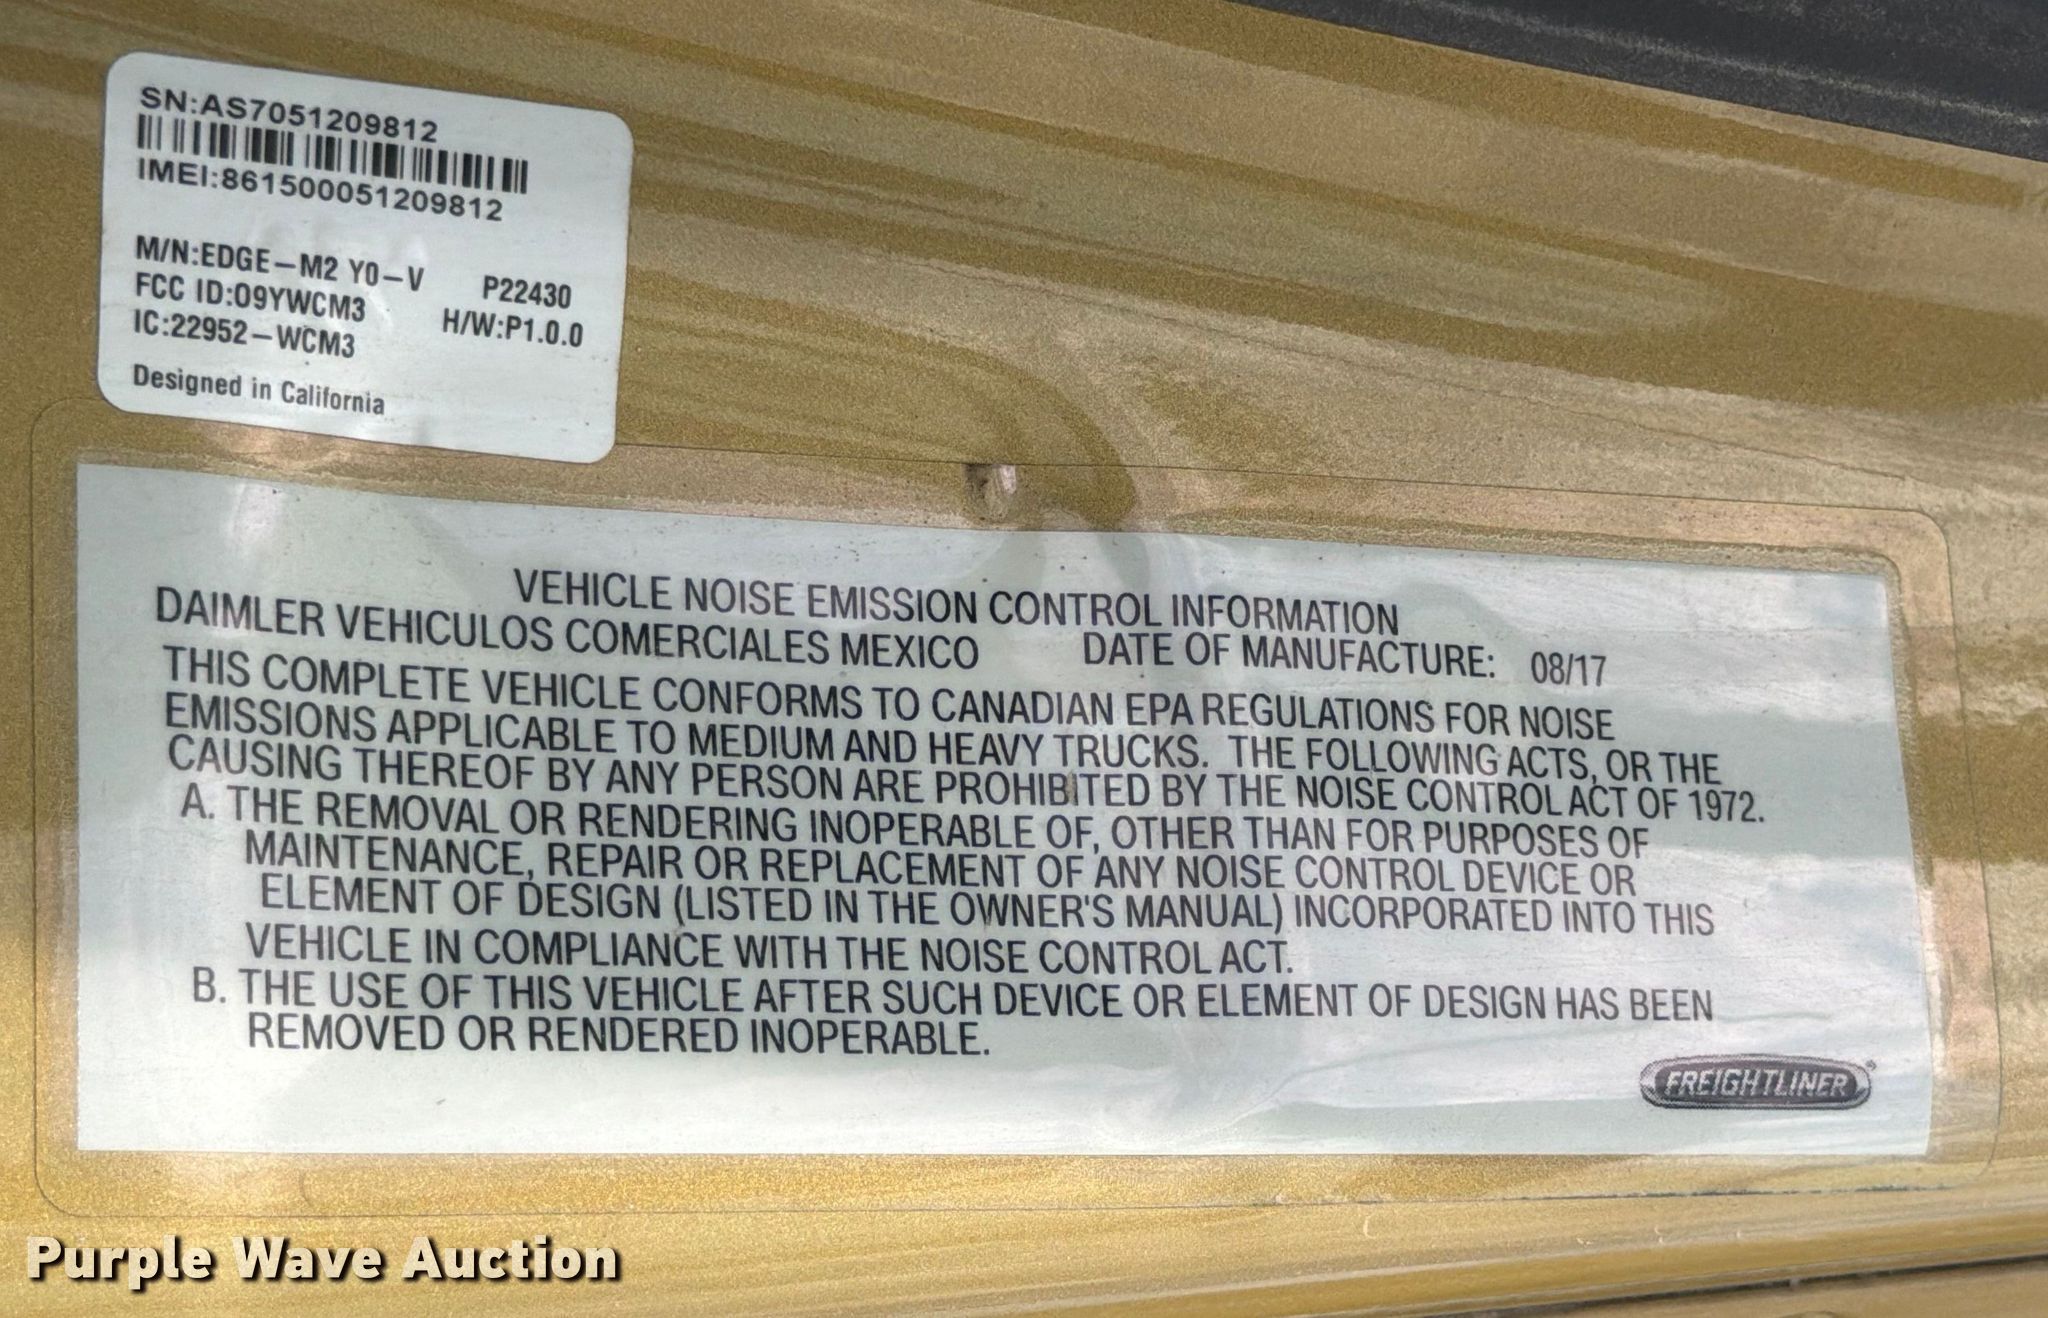 SN:AS7051209812
IMEI:861500051209812
M/N:EDGE-M2 Y0-V P22430
FCC ID:O9YWCM3 H/W:P1.0.0
IC:22952-WCM3
Designed in California
VEHICLE NOISE EMISSION CONTROL INFORMATION
DAIMLER VEHICULOS COMERCIALES MEXICO DATE OF MANUFACTURE: 08/17
THIS COMPLETE VEHICLE CONFORMS TO CANADIAN EPA REGULATIONS FOR NOISE
EMISSIONS APPLICABLE TO MEDIUM AND HEAVY TRUCKS. THE FOLLOWING ACTS, OR THE
CAUSING THEREOF BY ANY PERSON ARE PROHIBITED BY THE NOISE CONTROL ACT OF 1972.
A. THE REMOVAL OR RENDERING INOPERABLE OF, OTHER THAN FOR PURPOSES OF
MAINTENANCE, REPAIR OR REPLACEMENT OF ANY NOISE CONTROL DEVICE OR
ELEMENT OF DESIGN (LISTED IN THE OWNER'S MANUAL) INCORPORATED INTO THIS
VEHICLE IN COMPLIANCE WITH THE NOISE CONTROL ACT.
B. THE USE OF THIS VEHICLE AFTER SUCH DEVICE OR ELEMENT OF DESIGN HAS BEEN
REMOVED OR RENDERED INOPERABLE.
FREIGHTLINER
Purple Wave Auction